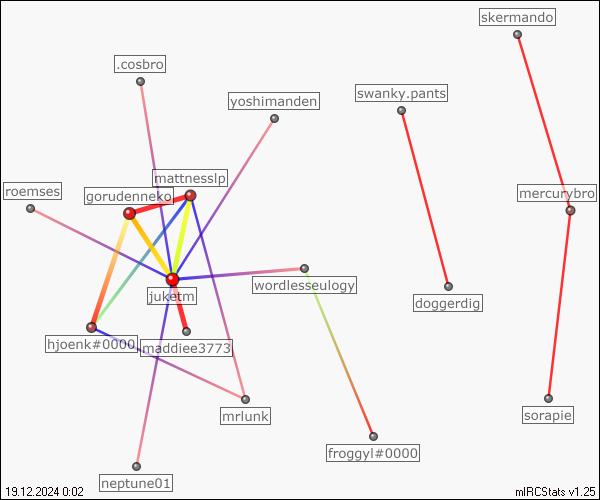 skermando
.cosbro
swanky.pants
yoshimanden
mattnesslp
roemses
gorudenneko
mercurybro
wordlesseulogy
juketm
doggerdig
hjoenk#0000
maddiee3773
mrlunk
sorapie
froggyl#0000
neptune01
19.12.2024 0:02
mIRCStats v1.25